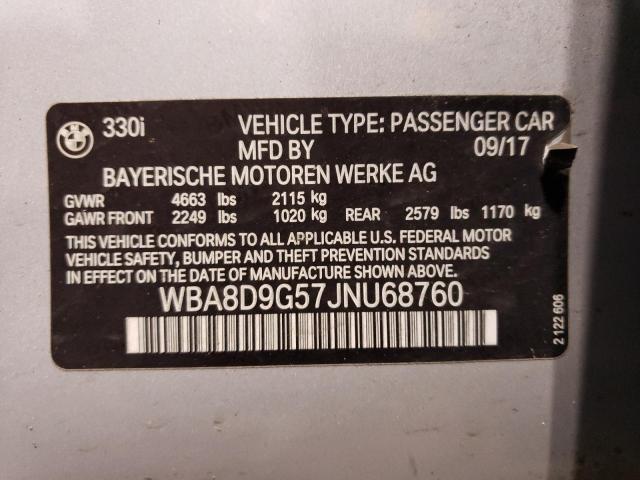 BMW
330i VEHICLE TYPE: PASSENGER CAR
MFD BY 09/17
BAYERISCHE MOTOREN WERKE AG
GVWR 4663 lbs 2115 kg
GAWR FRONT 2249 lbs 1020 kg REAR 2579 lbs 1170 kg
THIS VEHICLE CONFORMS TO ALL APPLICABLE U.S. FEDERAL MOTOR
VEHICLE SAFETY, BUMPER AND THEFT PREVENTION STANDARDS
IN EFFECT ON THE DATE OF MANUFACTURE SHOWN ABOVE.
WBA8D9G57JNU68760
2 122 606